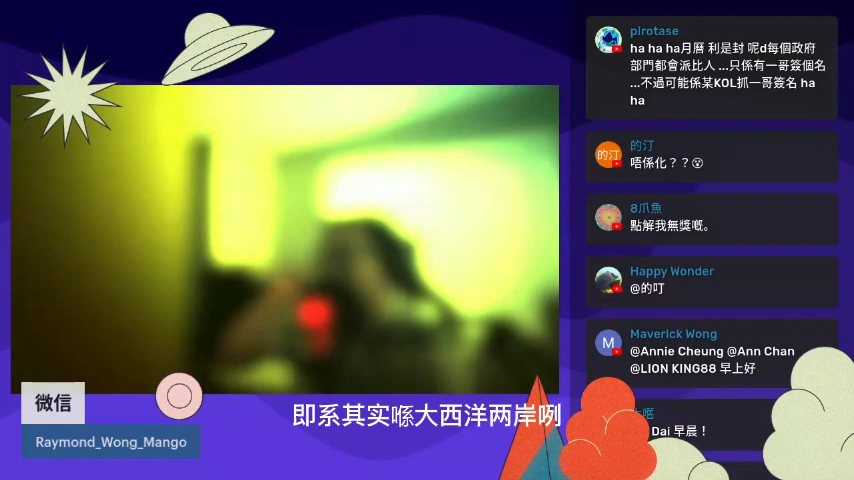 pirotase
ha ha ha月曆 利是封 呢d每個政府
部門都會派比人 ...只係有一哥簽個名
...不過可能係某KOL抓一哥簽名 ha
ha
的汀
的汀
唔係化？？😮
8爪魚
點解我無獎嘅。
Happy Wonder
@的叮
M
Maverick Wong
@Annie Cheung @Ann Chan
@LION KING88 早上好
Dai 早晨！
微信
Raymond_Wong_Mango
即系其实喺大西洋两岸咧